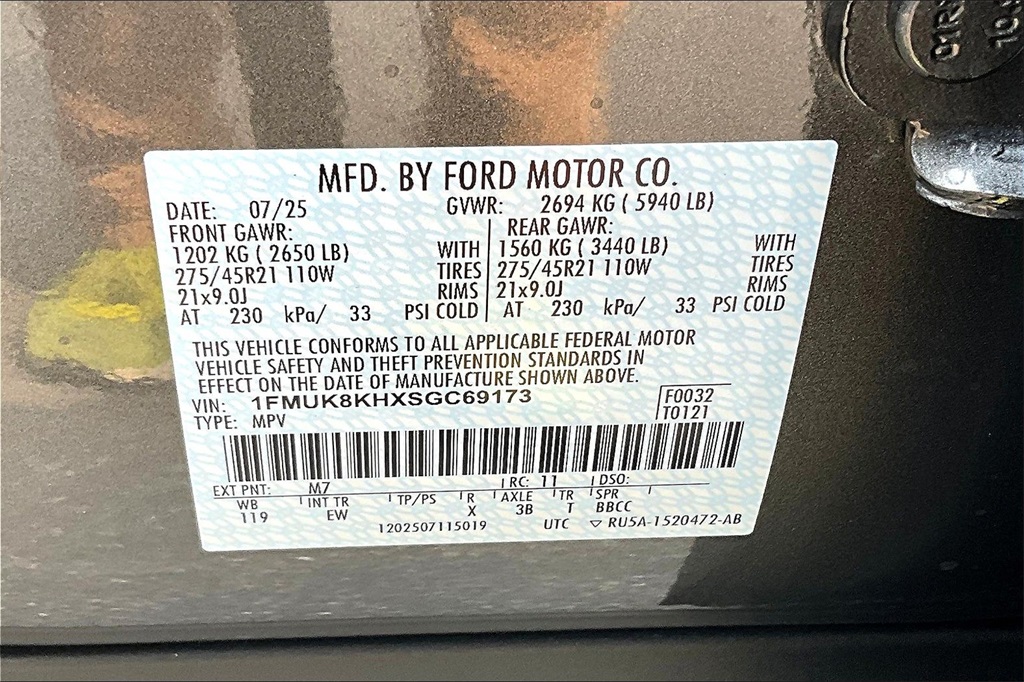 MFD. BY FORD MOTOR CO.
DATE: 07/25 GVWR: 2694 KG ( 5940 LB)
FRONT GAWR: REAR GAWR:
1202 KG ( 2650 LB) WITH 1560 KG ( 3440 LB) WITH
275/45R21 110W TIRES 275/45R21 110W TIRES
21x9.0J RIMS 21x9.0J RIMS
AT 230 kPa/ 33 PSI COLD AT 230 kPa/ 33 PSI COLD
THIS VEHICLE CONFORMS TO ALL APPLICABLE FEDERAL MOTOR
VEHICLE SAFETY AND THEFT PREVENTION STANDARDS IN
EFFECT ON THE DATE OF MANUFACTURE SHOWN ABOVE.
VIN: 1FMUK8KHXSGC69173 F0032
TYPE: MPV T0121
EXT PNT: M7 RC: 11 DSO:
WB INT TR TP/PS R AXLE TR SPR
119 EW X 3B T BBCC
1202507115019 UTC ▽ RU5A-1520472-AB